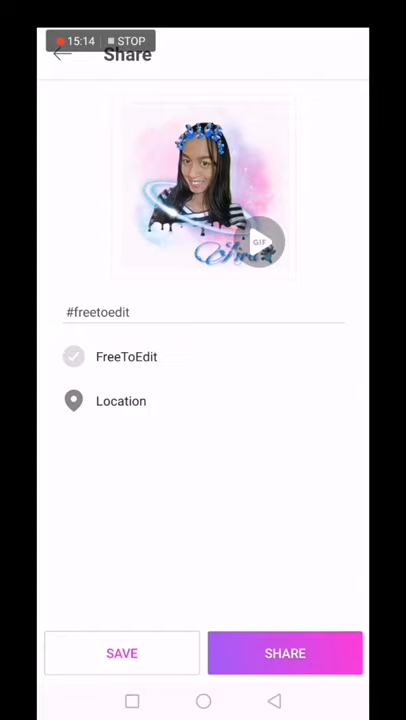 15:14 STOP
Share
GIF
#freetoedit
FreeToEdit
Location
SAVE
SHARE